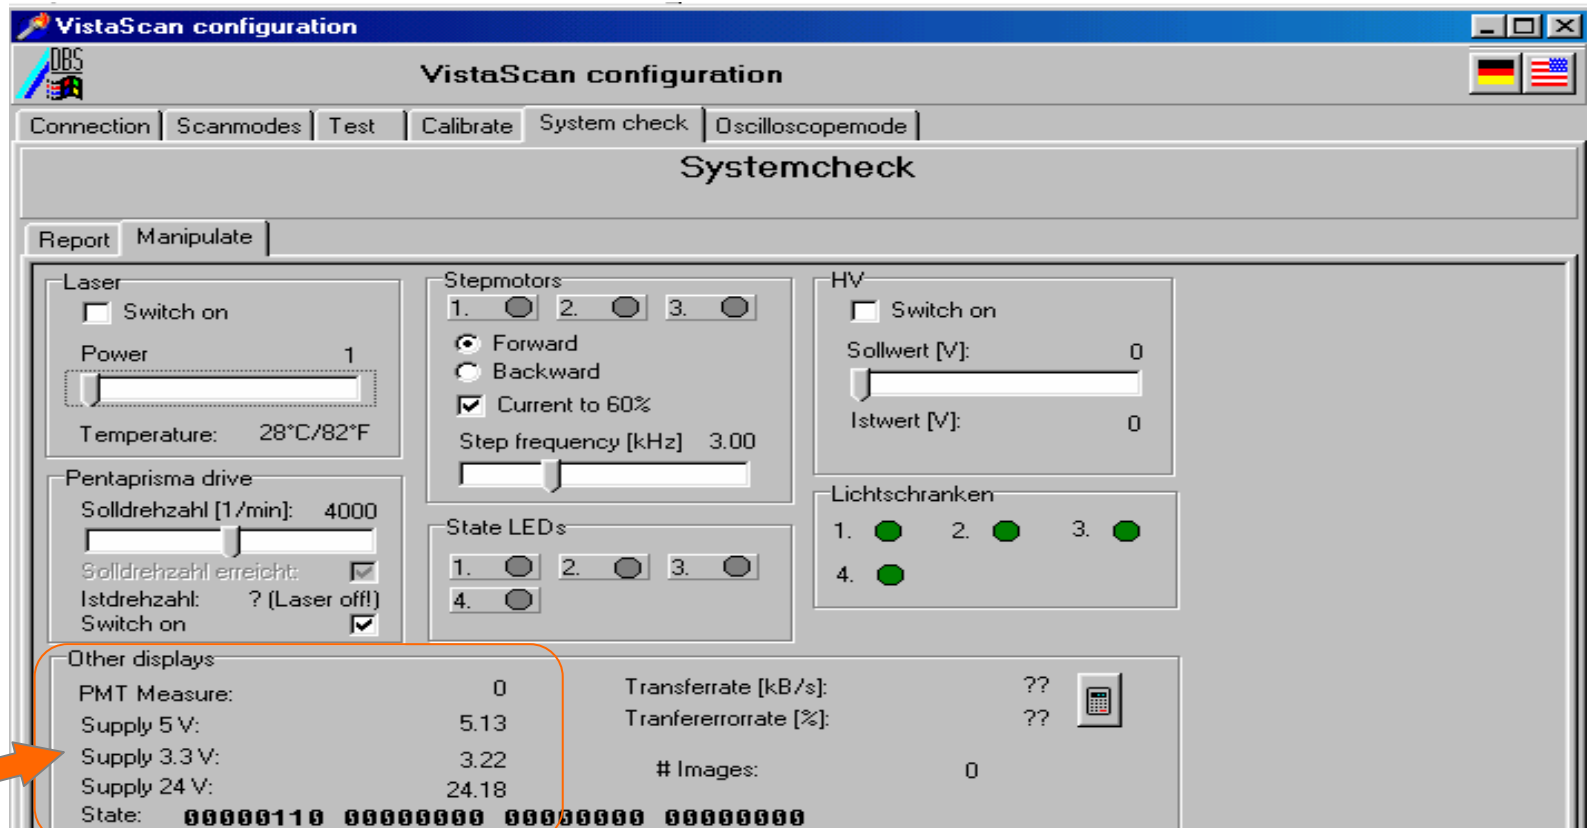 VistaScan configuration
DBS
VistaScan configuration
Connection Scanmodes Test Calibrate System check Oscilloscopemode
Systemcheck
Report Manipulate
Laser
Switch on
Power 1
Temperature: 28°C/82°F
Stepmotors
1. 2. 3.
Forward
Backward
Current to 60%
Step frequency [kHz] 3.00
HV
Switch on
Sollwert [V]: 0
Istwert [V]: 0
Pentaprisma drive
Solldrehzahl [1/min]: 4000
Solldrehzahl erreicht:
Istdrehzahl: ? (Laser off!)
Switch on
State LEDs
1. 2. 3.
4.
Lichtschranken
1. 2. 3.
4.
Other displays
PMT Measure: 0
Supply 5 V: 5.13
Supply 3.3 V: 3.22
Supply 24 V: 24.18
State: 00000110 00000000 00000000 00000000
Transferrate [kB/s]: ??
Tranfererrorrate [%]: ??
# Images: 0